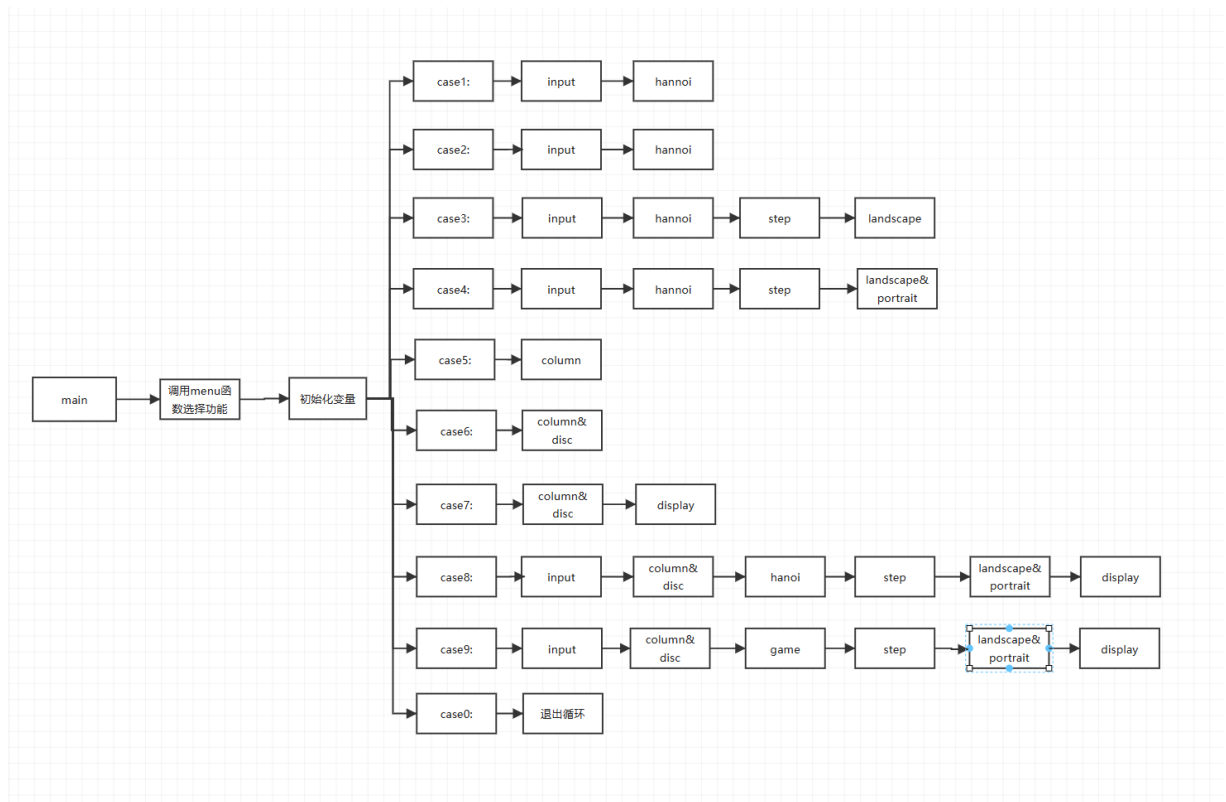 case1:
input
hannoi
case2:
input
hannoi
case3:
input
hannoi
step
landscape
case4:
input
hannoi
step
landscape&
portrait
case5:
column
main
调用menu函
数选择功能
初始化变量
case6:
column&
disc
case7:
column&
disc
display
case8:
input
column&
disc
hanoi
step
landscape&
portrait
display
case9:
input
column&
disc
game
step
landscape&
portrait
display
case0:
退出循环